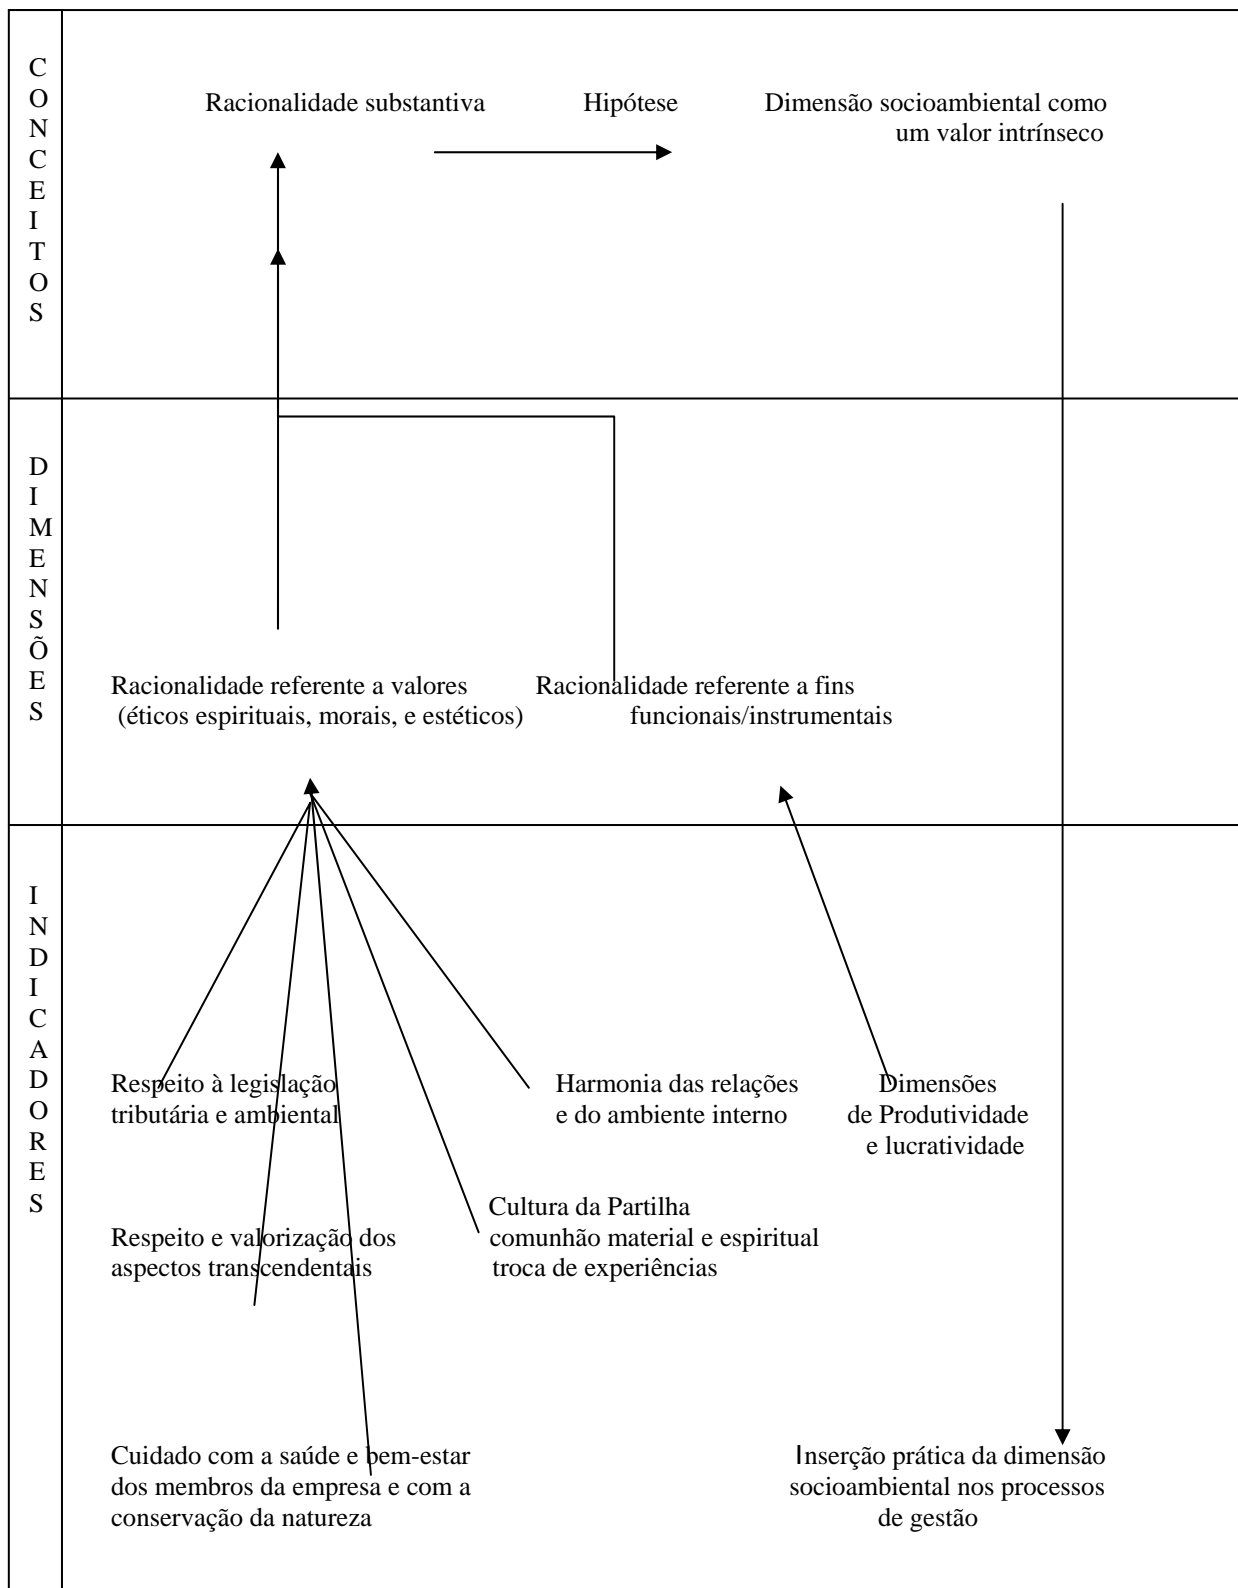 CONCEITOS
Racionalidade substantiva
Hipótese
Dimensão socioambiental como
um valor intrínseco
DIMENSÕES
Racionalidade referente a valores
(éticos espirituais, morais, e estéticos)
Racionalidade referente a fins
funcionais/instrumentais
INDICADORES
Respeito à legislação
tributária e ambiental
Harmonia das relações
e do ambiente interno
Dimensões
de Produtividade
e lucratividade
Respeito e valorização dos
aspectos transcendentais
Cultura da Partilha
comunhão material e espiritual
troca de experiências
Cuidado com a saúde e bem-estar
dos membros da empresa e com a
conservação da natureza
Inserção prática da dimensão
socioambiental nos processos
de gestão